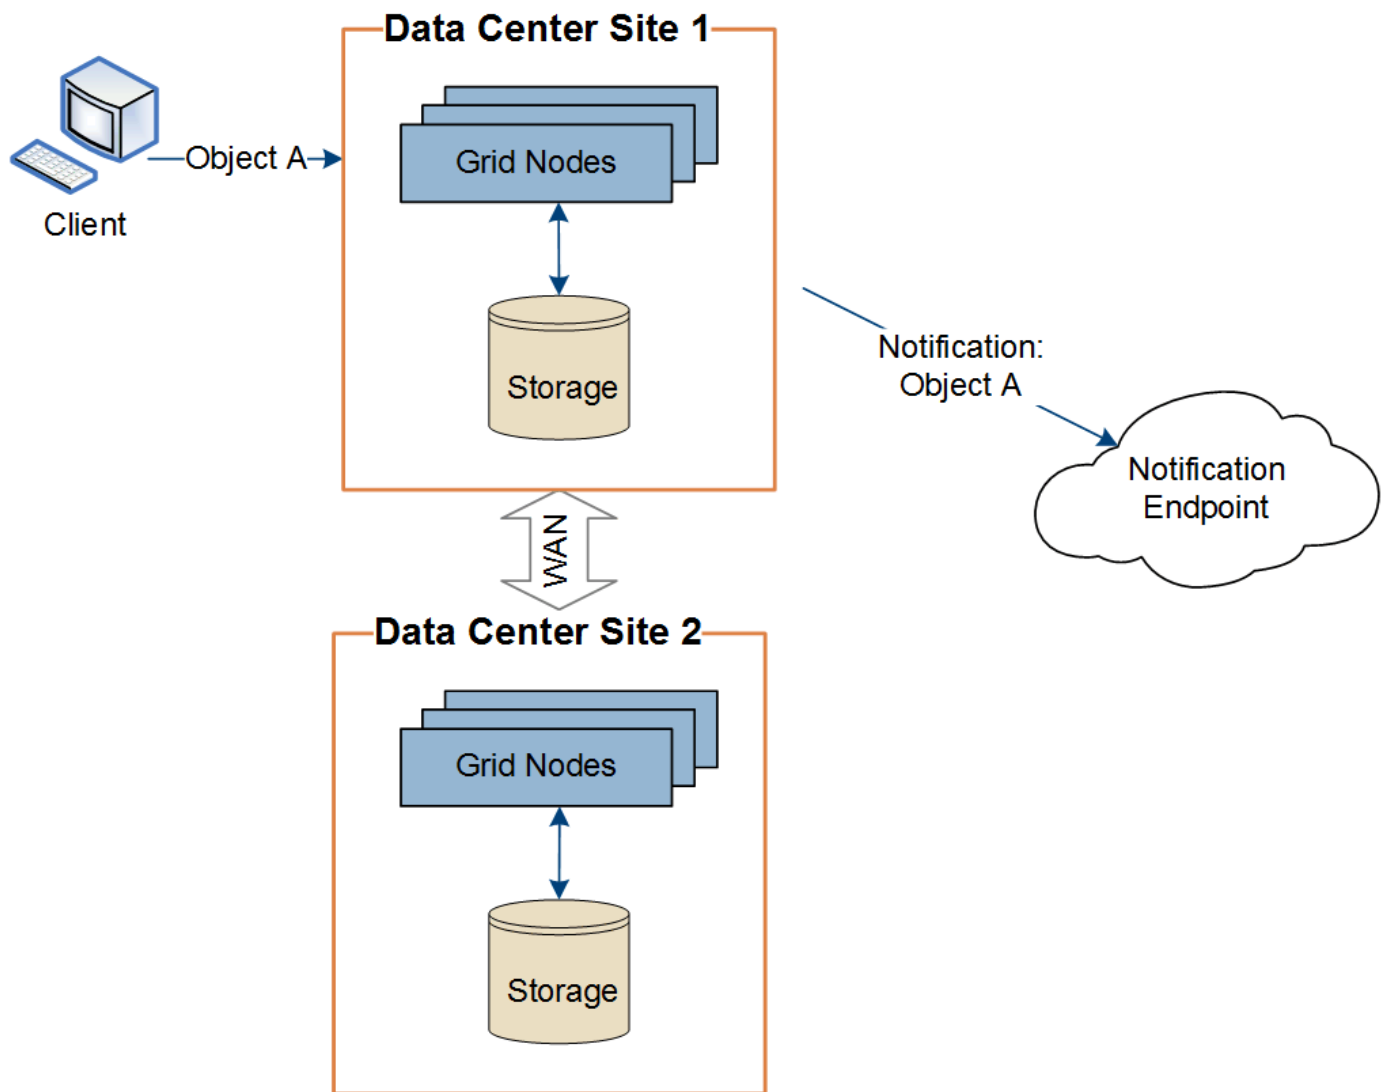 Data Center Site 1
Grid Nodes
Object A
Client
Storage
Notification:
Object A
Notification
Endpoint
WAN
Data Center Site 2
Grid Nodes
Storage